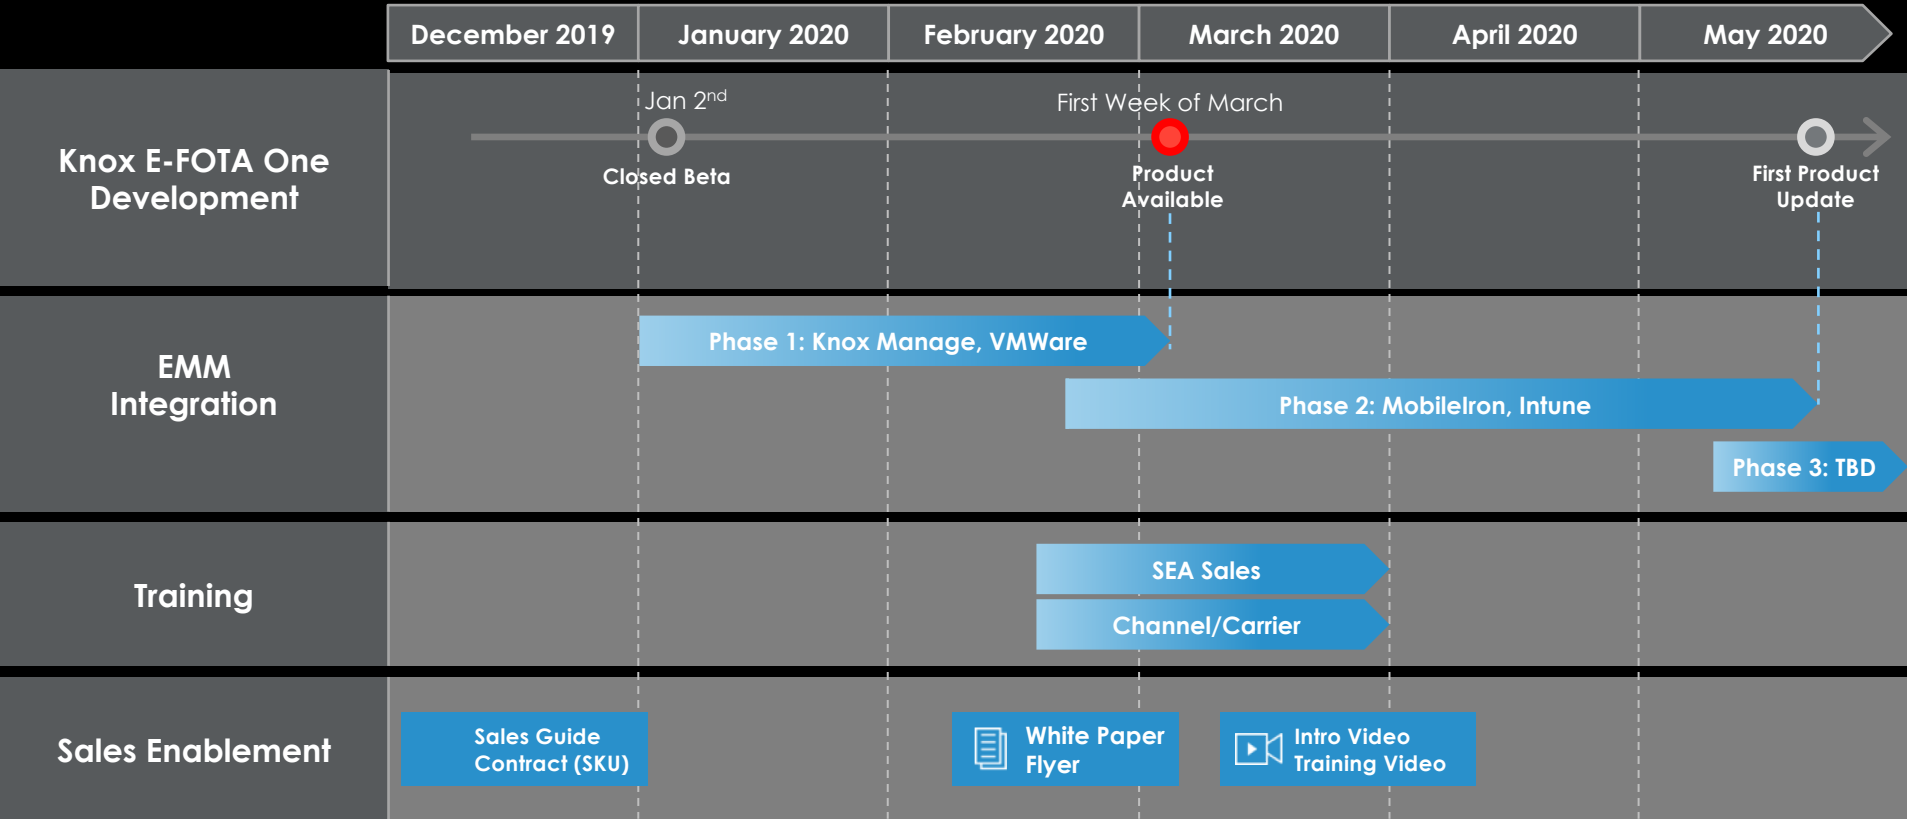 December 2019
January 2020
February 2020
March 2020
April 2020
May 2020
Knox E-FOTA One
Development
Jan 2nd
First Week of March
Closed Beta
Product
Available
First Product
Update
EMM
Integration
Phase 1: Knox Manage, VMWare
Phase 2: MobileIron, Intune
Phase 3: TBD
Training
SEA Sales
Channel/Carrier
Sales Enablement
Sales Guide
Contract (SKU)
White Paper
Flyer
Intro Video
Training Video